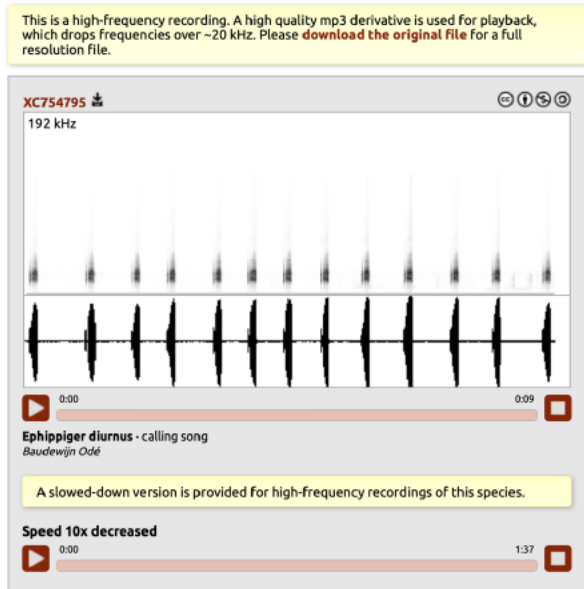 This is a high-frequency recording. A high quality mp3 derivative is used for playback,
which drops frequencies over ~20 kHz. Please download the original file for a full
resolution file.
XC754795
192 kHz
0:00 0:09
Ephippiger diurnus · calling song
Baudewijn Odé
A slowed-down version is provided for high-frequency recordings of this species.
Speed 10x decreased
0:00 1:37